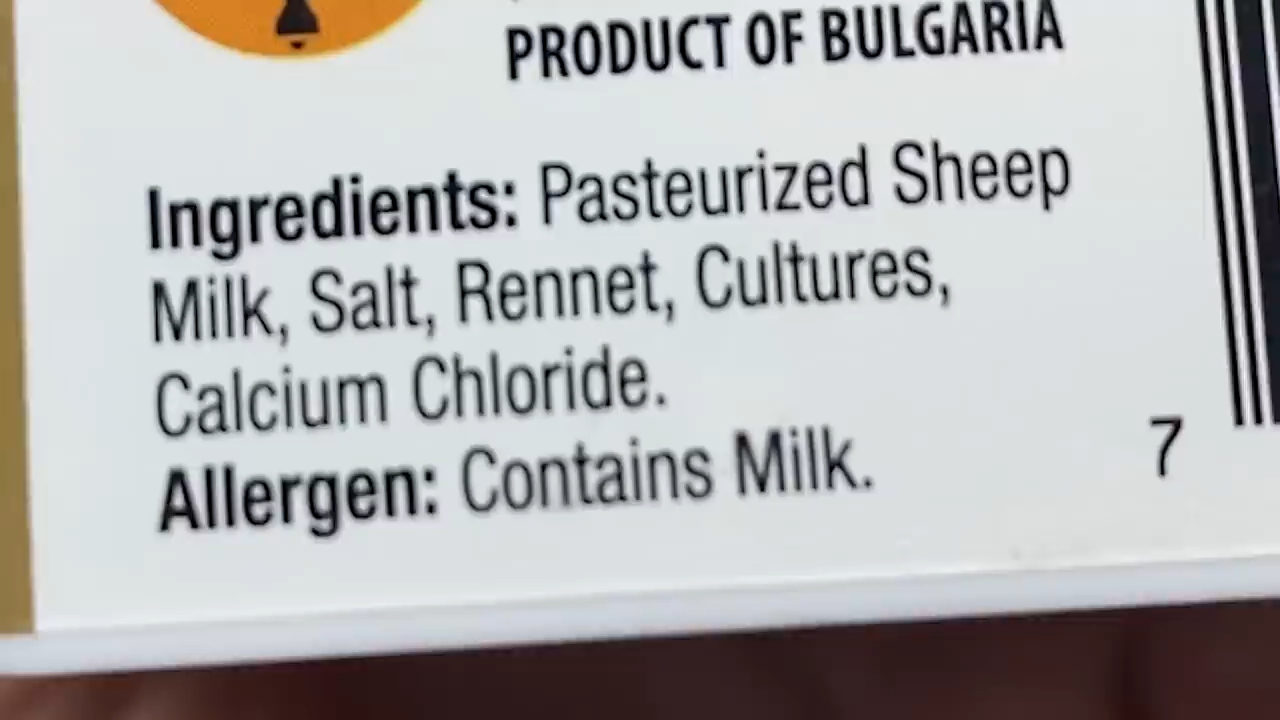 PRODUCT OF BULGARIA
Ingredients: Pasteurized Sheep
Milk, Salt, Rennet, Cultures,
Calcium Chloride.
Allergen: Contains Milk.
7